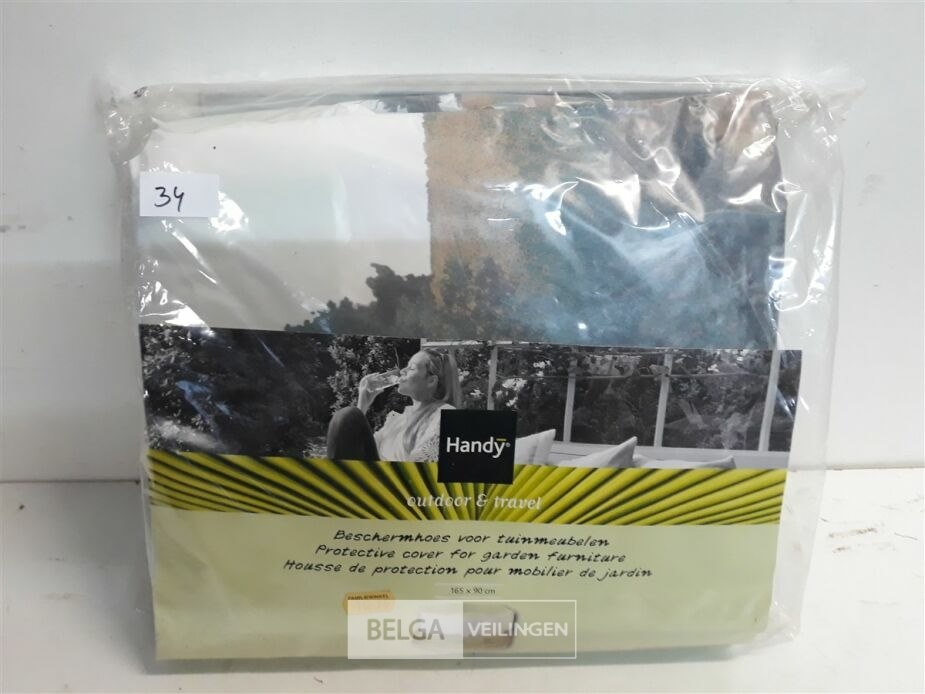 34
Handy®
outdoor & travel
Beschermhoes voor tuinmeubelen
Protective cover for garden furniture
Housse de protection pour mobilier de jardin
165 x 90 cm
BELGA VEILINGEN